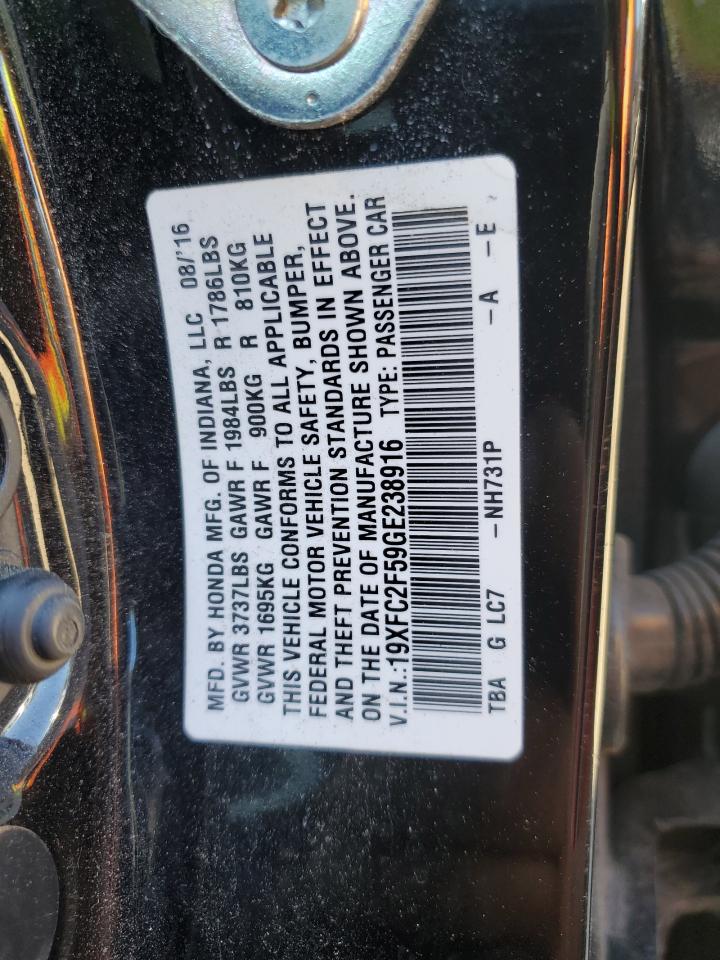 MFD. BY HONDA MFG. OF INDIANA, LLC 08/'16
GVWR 3737LBS GAWR F 1984LBS R 1786LBS
GVWR 1695KG GAWR F 900KG R 810KG
THIS VEHICLE CONFORMS TO ALL APPLICABLE
FEDERAL MOTOR VEHICLE SAFETY, BUMPER,
AND THEFT PREVENTION STANDARDS IN EFFECT
ON THE DATE OF MANUFACTURE SHOWN ABOVE.
V.I.N.:19XFC2F59GE238916 TYPE: PASSENGER CAR
TBA G LC7 -NH731P -A -E